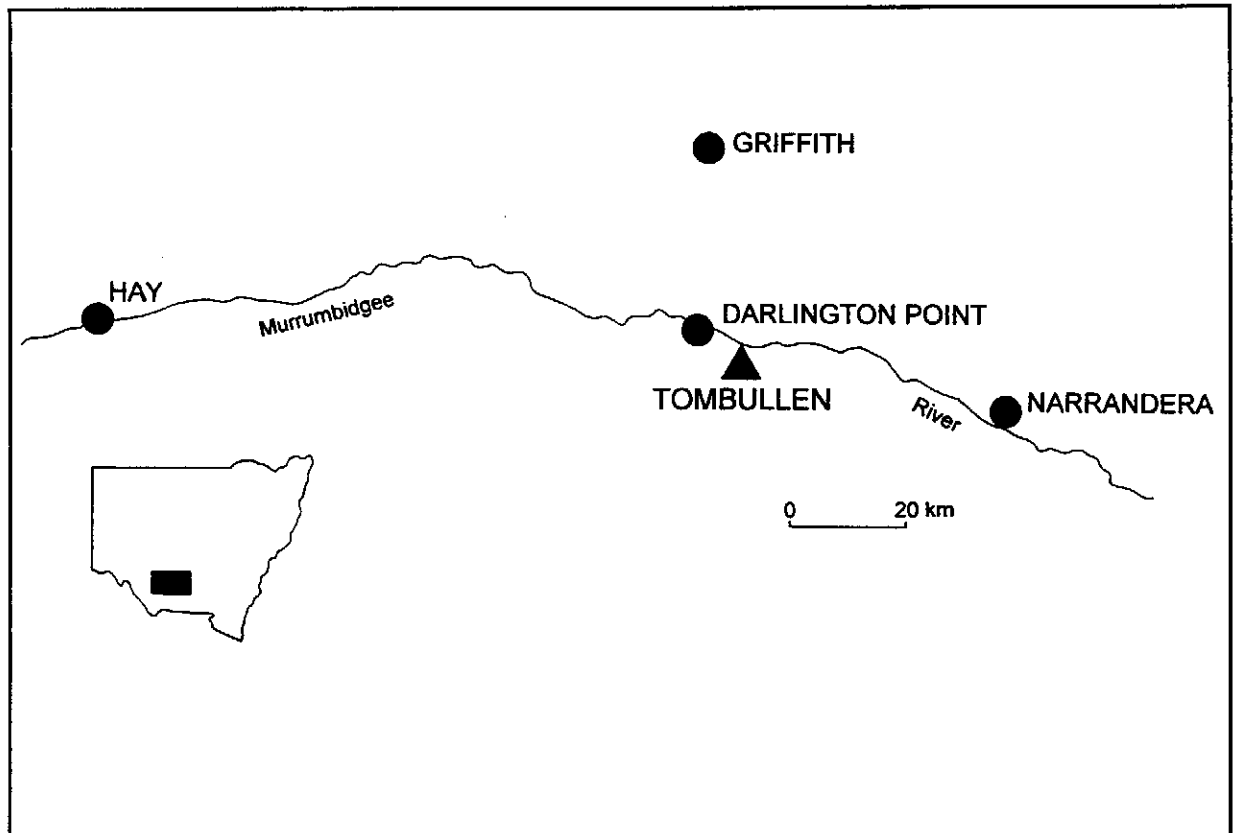 GRIFFITH
HAY
Murrumbidgee
DARLINGTON POINT
TOMBULLEN
River
NARRANDERA
0 20 km